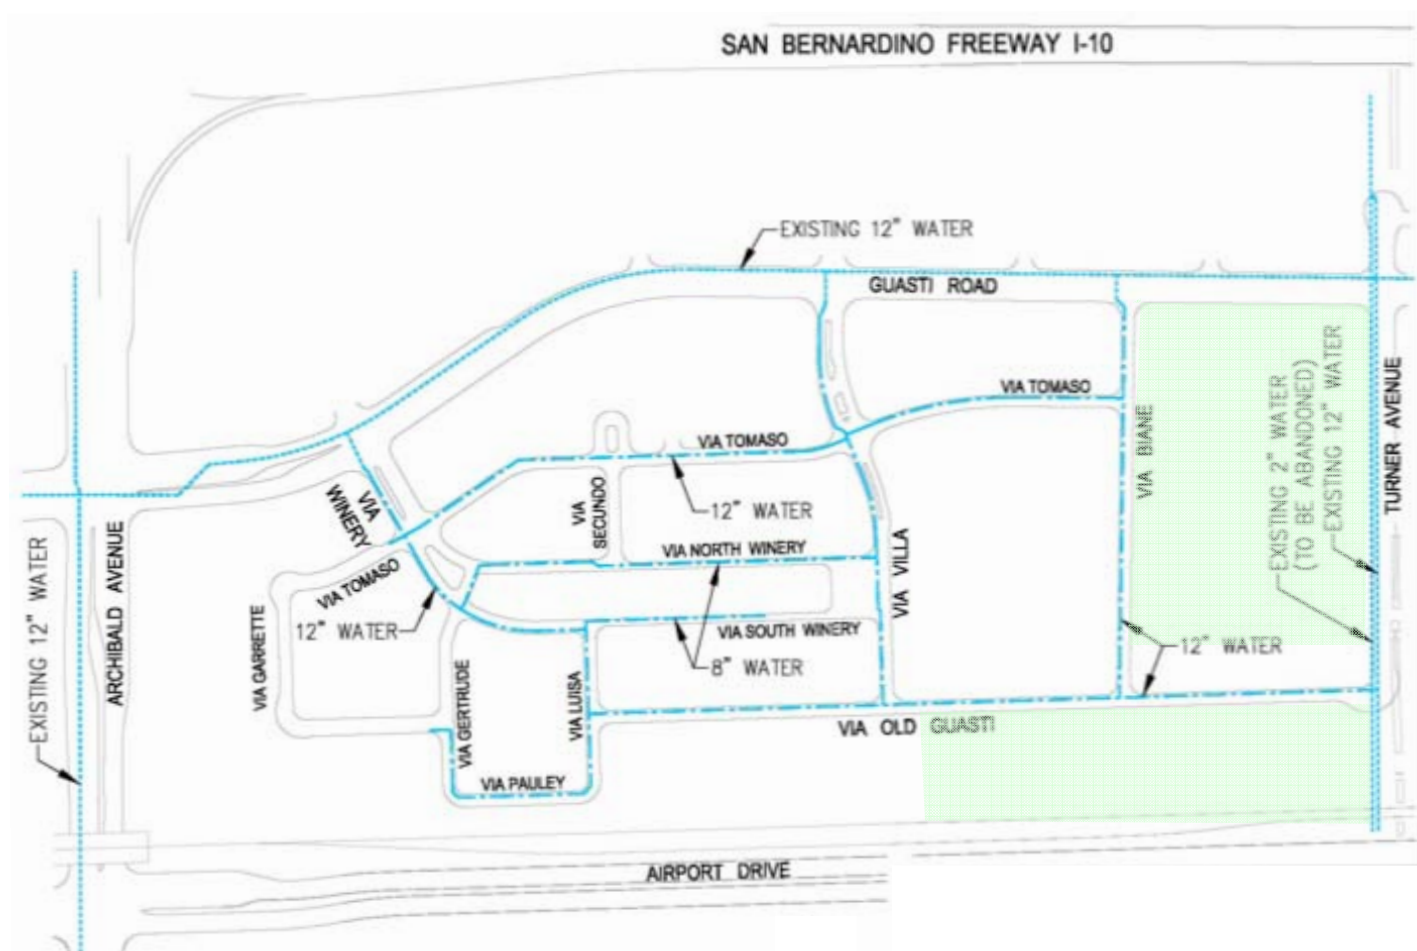 SAN BERNARDINO FREEWAY I-10
EXISTING 12" WATER
GUASTI ROAD
VIA TOMASO
VIA TOMASO
12" WATER
VIA
WINERY
VIA
SECUNDO
VIA NORTH WINERY
VIA TOMASO
12" WATER
VIA SOUTH WINERY
8" WATER
VIA VILLA
VIA BIANE
EXISTING 2" WATER
(TO BE ABANDONED)
EXISTING 12" WATER
TURNER AVENUE
12" WATER
EXISTING 12" WATER
ARCHIBALD AVENUE
VIA GARRETTE
VIA GERTRUDE
VIA LUISA
VIA PAULEY
VIA OLD GUASTI
AIRPORT DRIVE